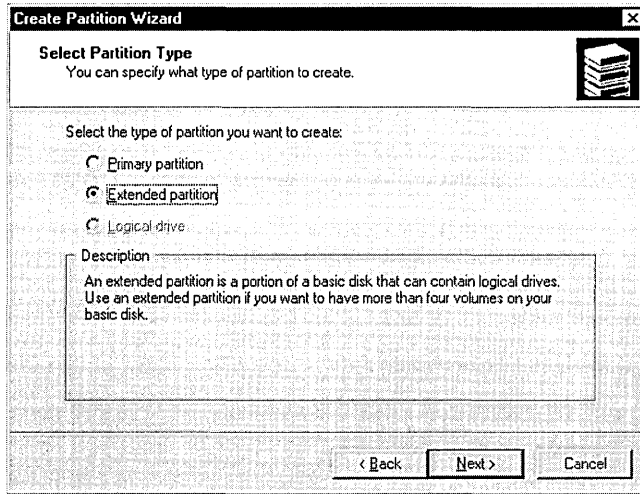 Create Partition Wizard
Select Partition Type
You can specify what type of partition to create.
Select the type of partition you want to create:
Primary partition
Extended partition
Logical drive
Description
An extended partition is a portion of a basic disk that can contain logical drives.
Use an extended partition if you want to have more than four volumes on your
basic disk.
< Back
Next >
Cancel